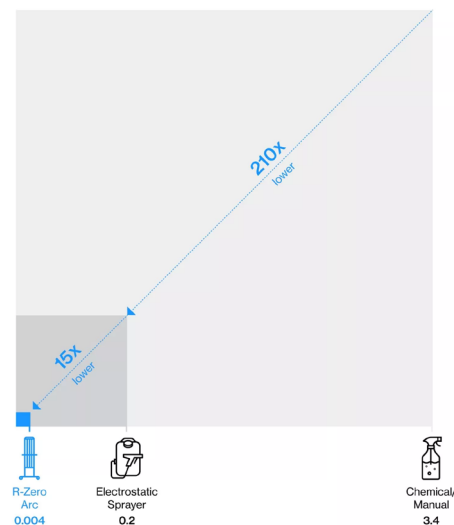 210x
lower
15x
lower
R-Zero
Arc
0.004
Electrostatic
Sprayer
0.2
Chemical/
Manual
3.4